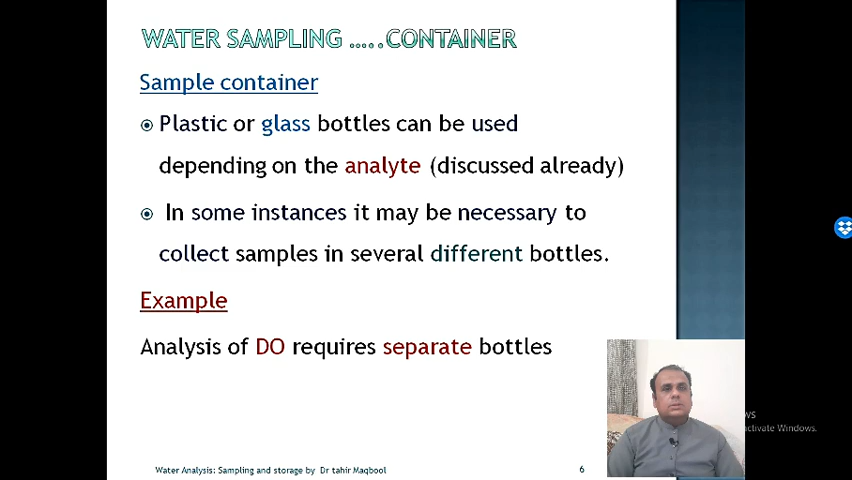 WATER SAMPLING .....CONTAINER
Sample container
Plastic or glass bottles can be used
depending on the analyte (discussed already)
In some instances it may be necessary to
collect samples in several different bottles.
Example
Analysis of DO requires separate bottles
Water Analysis: Sampling and storage by Dr tahir Maqbool
6
Windows.